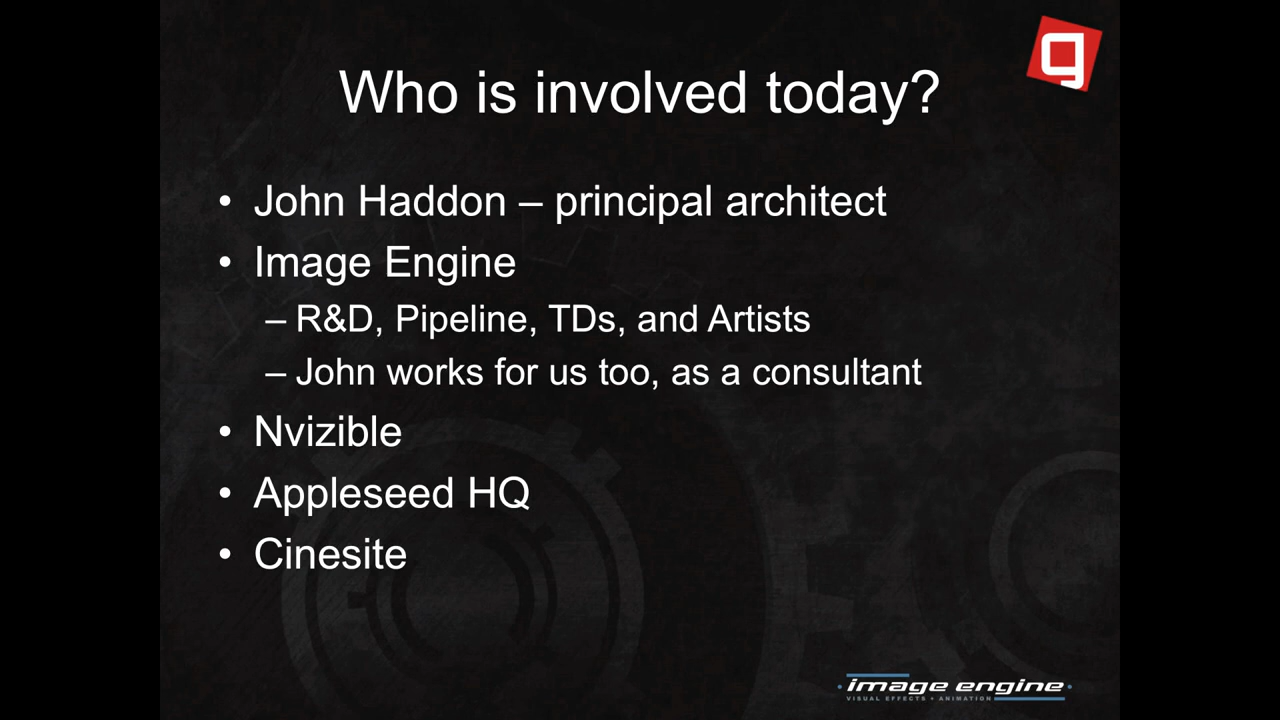 Who is involved today?
• John Haddon – principal architect
• Image Engine
– R&D, Pipeline, TDs, and Artists
– John works for us too, as a consultant
• Nvizible
• Appleseed HQ
• Cinesite
image engine
VISUAL EFFECTS • ANIMATION